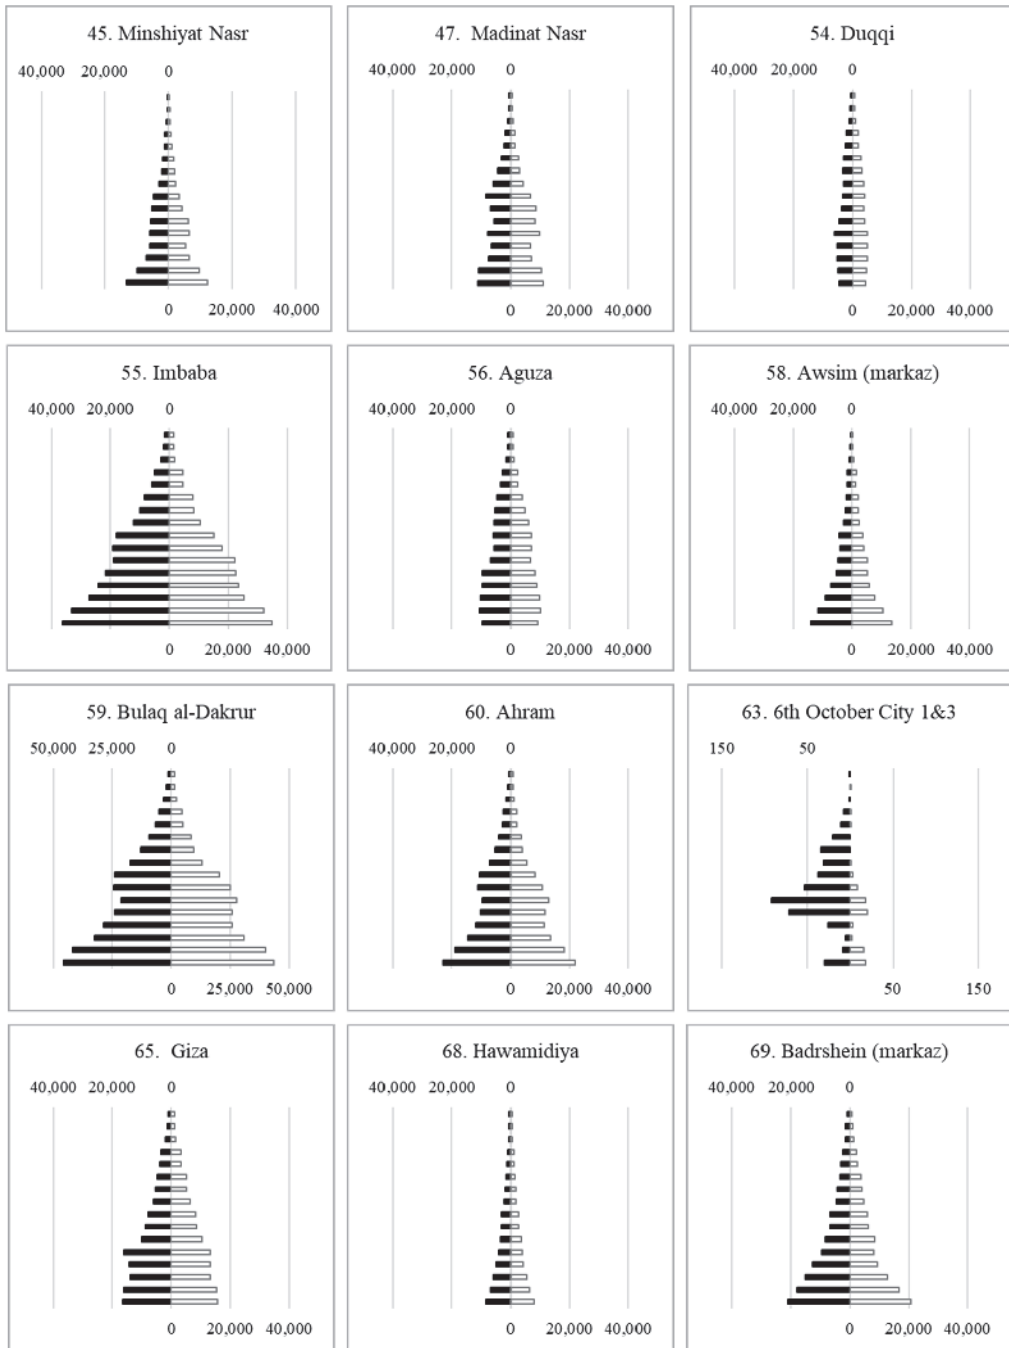 45. Minshiyat Nasr
40,000 20,000 0
0 20,000 40,000
47. Madinat Nasr
40,000 20,000 0
0 20,000 40,000
54. Duqqi
40,000 20,000 0
0 20,000 40,000
55. Imbaba
40,000 20,000 0
0 20,000 40,000
56. Aguza
40,000 20,000 0
0 20,000 40,000
58. Awsim (markaz)
40,000 20,000 0
0 20,000 40,000
59. Bulaq al-Dakrur
50,000 25,000 0
0 25,000 50,000
60. Ahram
40,000 20,000 0
0 20,000 40,000
63. 6th October City 1&3
150 50
50 150
65. Giza
40,000 20,000 0
0 20,000 40,000
68. Hawamidiya
40,000 20,000 0
0 20,000 40,000
69. Badrshein (markaz)
40,000 20,000 0
0 20,000 40,000